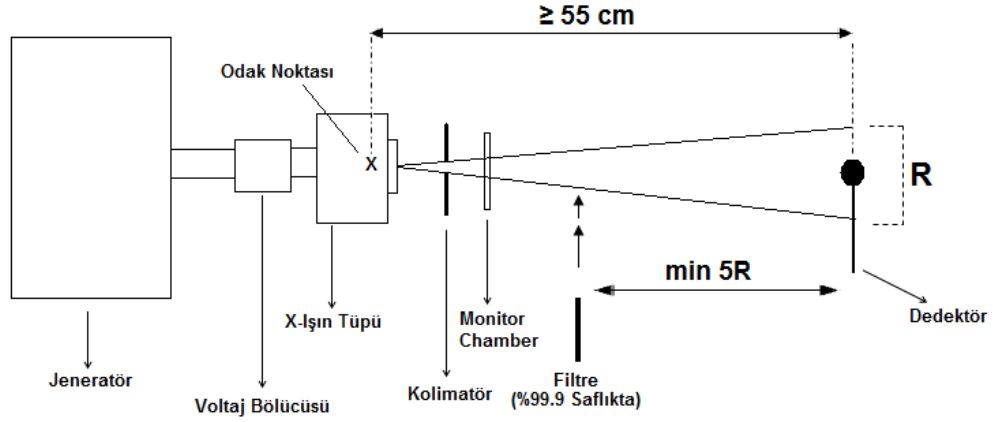 ≥ 55 cm
Odak Noktası
X
R
min 5R
Dedektör
X-Işın Tüpü
Monitor
Chamber
Jeneratör
Filtre
(%99.9 Saflıkta)
Kolimatör
Voltaj Bölücüsü